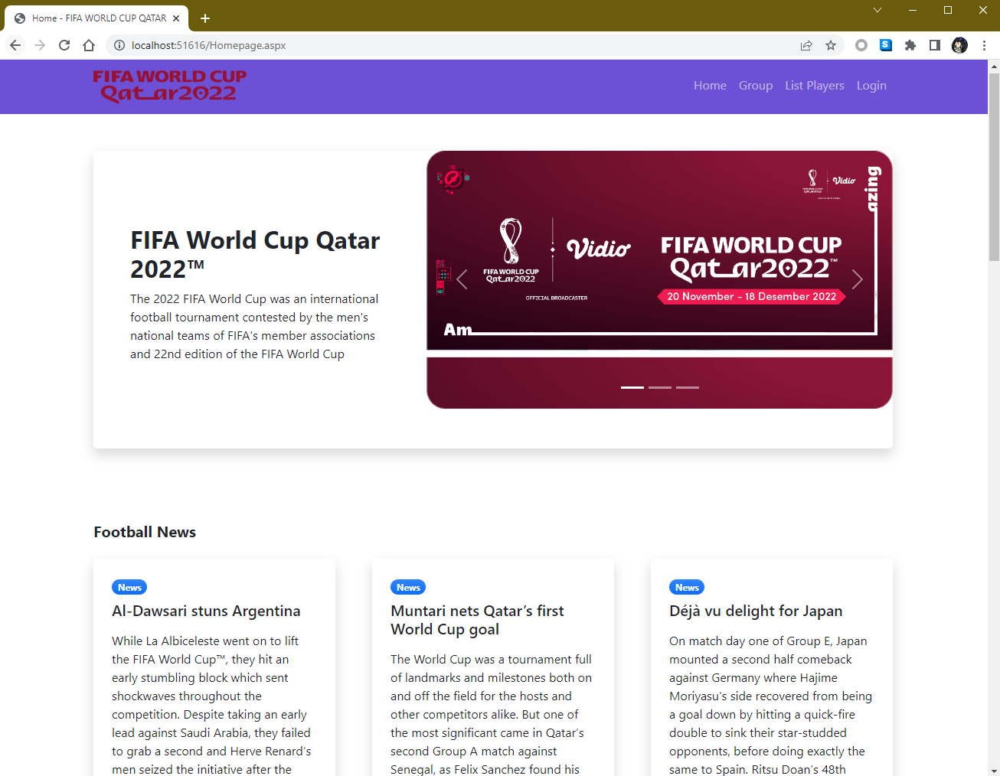 Home - FIFA WORLD CUP QATAR
localhost:51616/Homepage.aspx
FIFA WORLD CUP
Qatar2022
Home Group List Players Login
FIFA World Cup Qatar
2022™
The 2022 FIFA World Cup was an international
football tournament contested by the men's
national teams of FIFA's member associations
and 22nd edition of the FIFA World Cup
Vidio
azing
FIFA WORLD CUP
Qatar2022
Vidio
OFFICIAL BROADCASTER
FIFA WORLD CUP
Qatar2022™
20 November - 18 Desember 2022
Am
Football News
News
Al-Dawsari stuns Argentina
While La Albiceleste went on to lift
the FIFA World Cup™, they hit an
early stumbling block which sent
shockwaves throughout the
competition. Despite taking an early
lead against Saudi Arabia, they failed
to grab a second and Herve Renard’s
men seized the initiative after the
News
Muntari nets Qatar’s first
World Cup goal
The World Cup was a tournament full
of landmarks and milestones both on
and off the field for the hosts and
other competitors alike. But one of
the most significant came in Qatar’s
second Group A match against
Senegal, as Felix Sanchez found his
News
Déjà vu delight for Japan
On match day one of Group E, Japan
mounted a second half comeback
against Germany where Hajime
Moriyasu's side recovered from being
a goal down by hitting a quick-fire
double to sink their star-studded
opponents, before doing exactly the
same to Spain. Ritsu Doan’s 48th